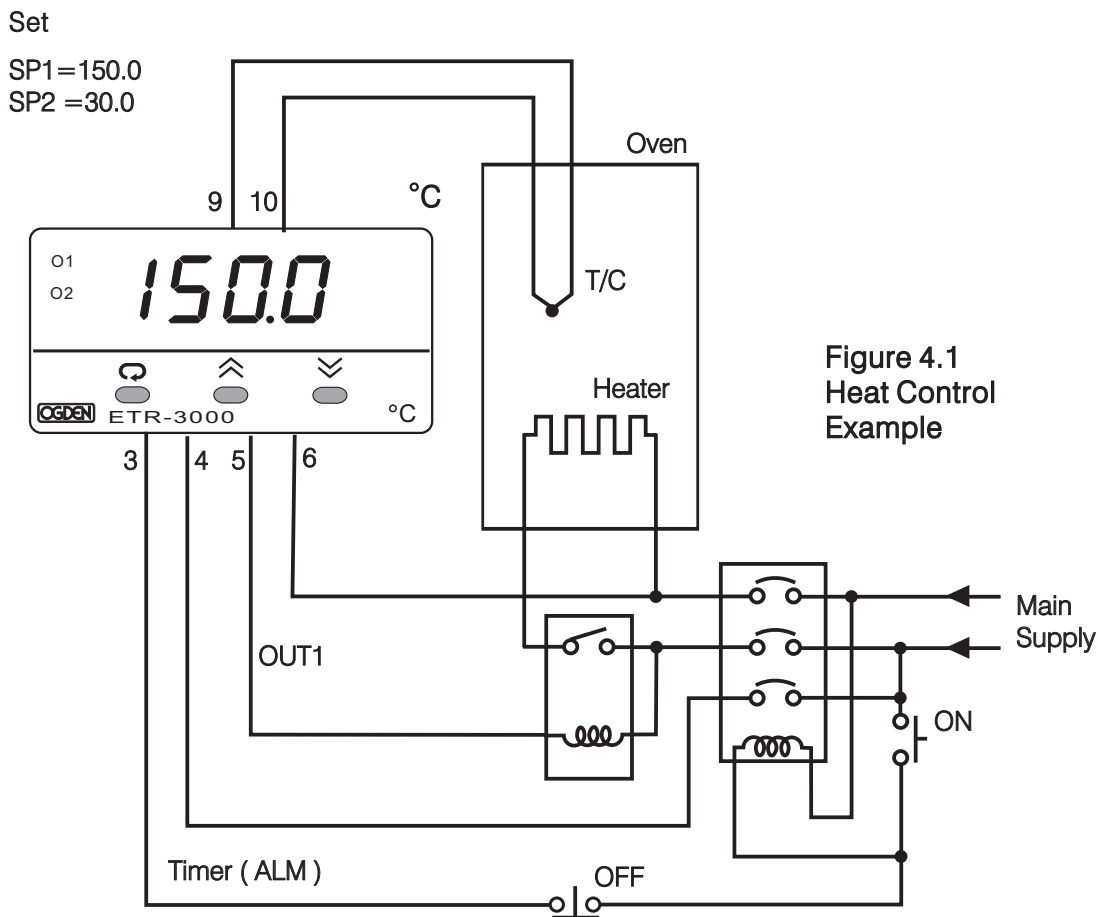 Set
SP1=150.0
SP2 =30.0
Oven
9 10 °C
O1
150.0
O2
T/C
Figure 4.1
Heat Control
Example
Heater
OGDEN ETR-3000 °C
3 4 5 6
Main
Supply
OUT1
ON
Timer ( ALM )
OFF